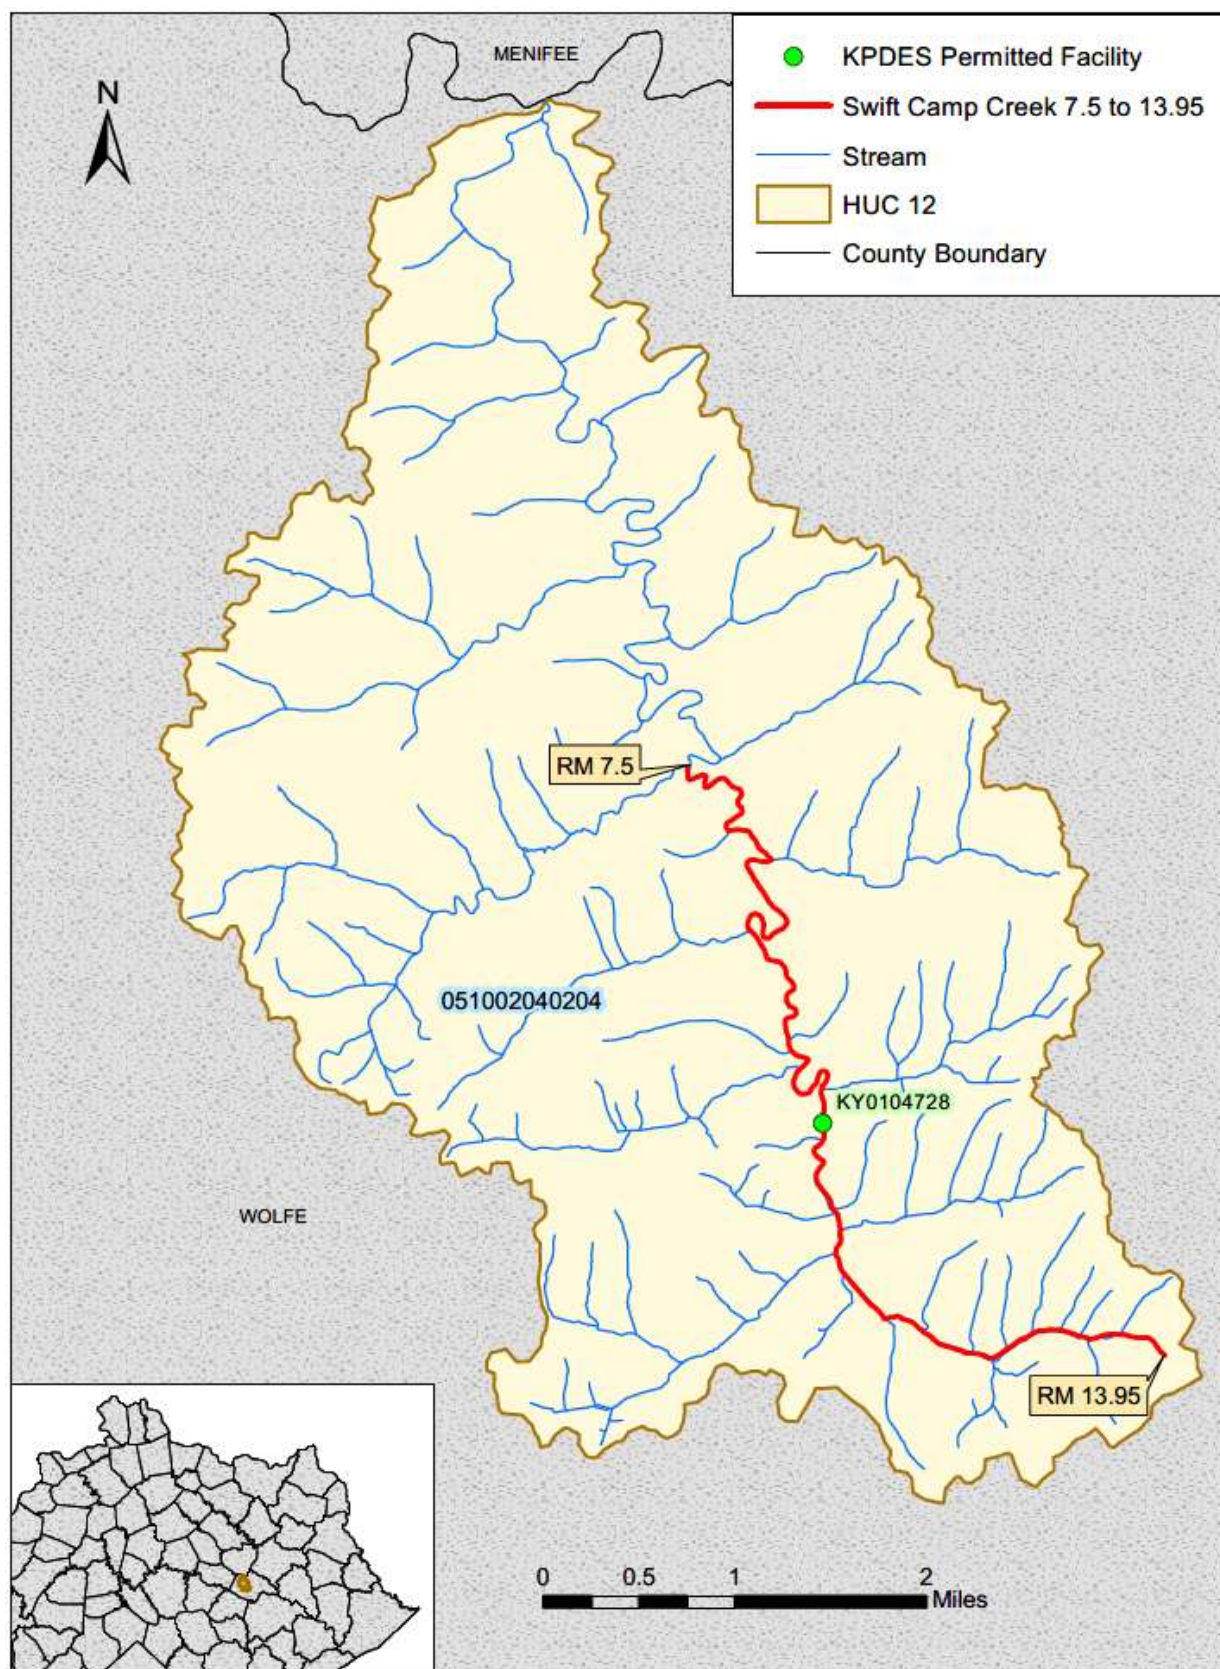 MENIFEE
N
KPDES Permitted Facility
Swift Camp Creek 7.5 to 13.95
Stream
HUC 12
County Boundary
RM 7.5
051002040204
KY0104728
WOLFE
RM 13.95
0 0.5 1 2
Miles